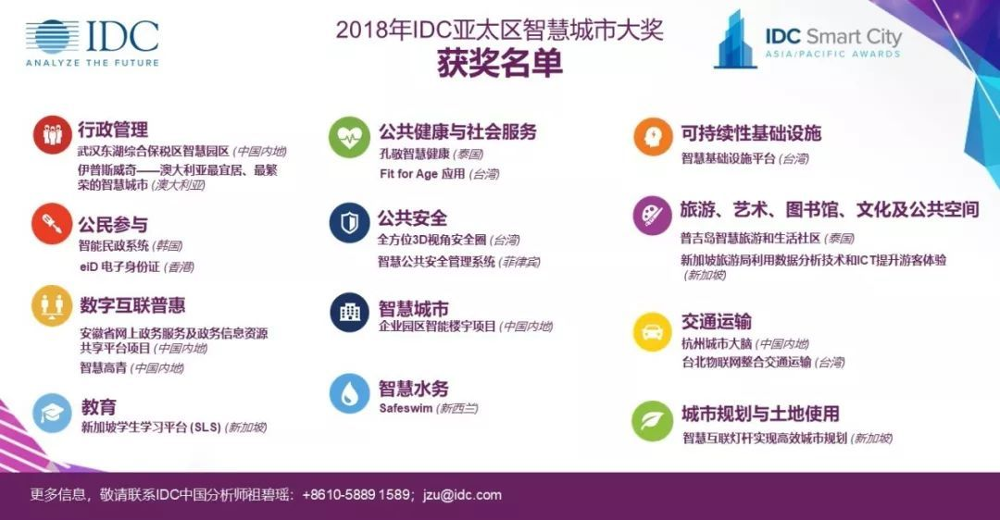 IDC
ANALYZE THE FUTURE
2018年IDC亚太区智慧城市大奖
获奖名单
IDC Smart City
ASIA/PACIFIC AWARDS
行政管理
武汉东湖综合保税区智慧园区 (中国内地)
伊普斯威奇——澳大利亚最宜居、最繁
荣的智慧城市 (澳大利亚)
公民参与
智能民政系统 (韩国)
eiD 电子身份证 (香港)
数字互联普惠
安徽省网上政务服务及政务信息资源
共享平台项目 (中国内地)
智慧高青 (中国内地)
教育
新加坡学生学习平台 (SLS) (新加坡)
公共健康与社会服务
孔敬智慧健康 (泰国)
Fit for Age 应用 (台湾)
公共安全
全方位3D视角安全圈 (台湾)
智慧公共安全管理系统 (菲律宾)
智慧城市
企业园区智能楼宇项目 (中国内地)
智慧水务
Safeswim (新西兰)
可持续性基础设施
智慧基础设施平台 (台湾)
旅游、艺术、图书馆、文化及公共空间
普吉岛智慧旅游和生活社区 (泰国)
新加坡旅游局利用数据分析技术和ICT提升游客体验
(新加坡)
交通运输
杭州城市大脑 (中国内地)
台北物联网整合交通运输 (台湾)
城市规划与土地使用
智慧互联灯杆实现高效城市规划 (新加坡)
更多信息，敬请联系IDC中国分析师祖碧瑶：+8610-5889 1589；jzu@idc.com